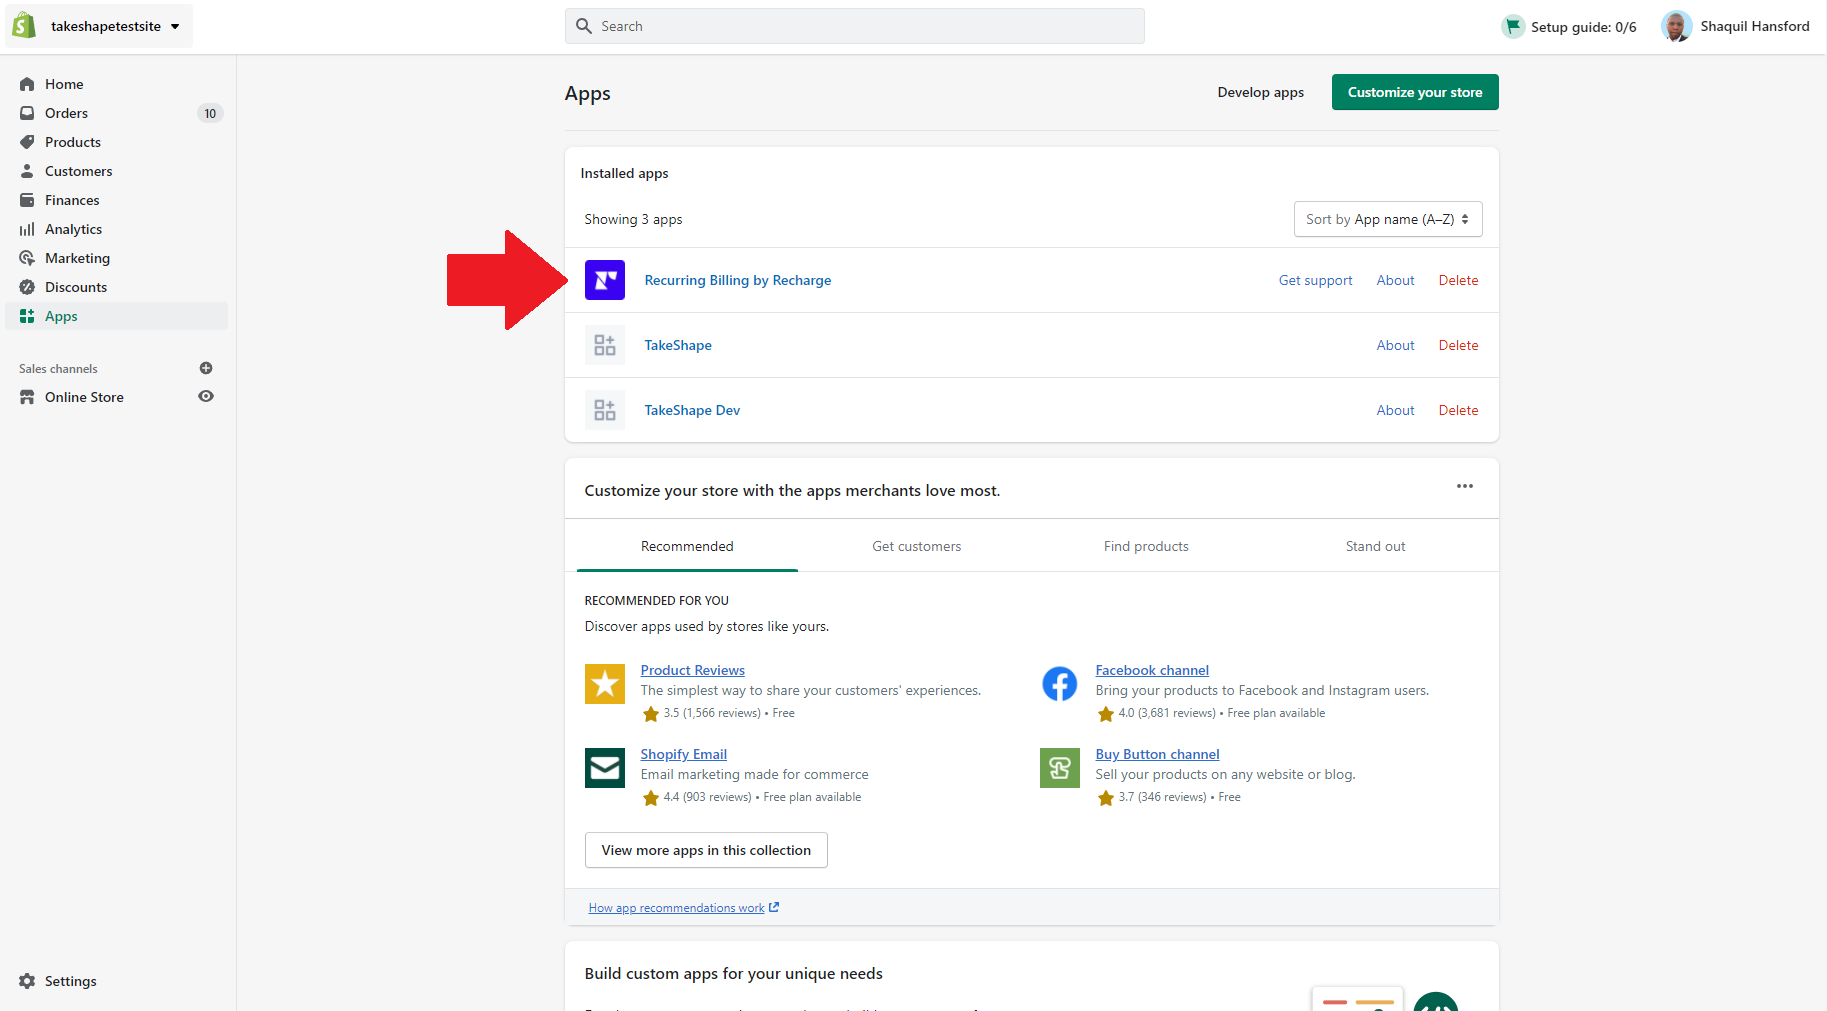 takeshapetestsite
Search
Setup guide: 0/6
Shaquil Hansford
Home
Orders 10
Products
Customers
Finances
Analytics
Marketing
Discounts
Apps
Sales channels
Online Store
Settings
Apps
Develop apps
Customize your store
Installed apps
Showing 3 apps
Sort by App name (A–Z)
Recurring Billing by Recharge Get support About Delete
TakeShape About Delete
TakeShape Dev About Delete
Customize your store with the apps merchants love most.
Recommended Get customers Find products Stand out
RECOMMENDED FOR YOU
Discover apps used by stores like yours.
Product Reviews
The simplest way to share your customers' experiences.
3.5 (1,566 reviews) • Free
Facebook channel
Bring your products to Facebook and Instagram users.
4.0 (3,681 reviews) • Free plan available
Shopify Email
Email marketing made for commerce
4.4 (903 reviews) • Free plan available
Buy Button channel
Sell your products on any website or blog.
3.7 (346 reviews) • Free
View more apps in this collection
How app recommendations work
Build custom apps for your unique needs